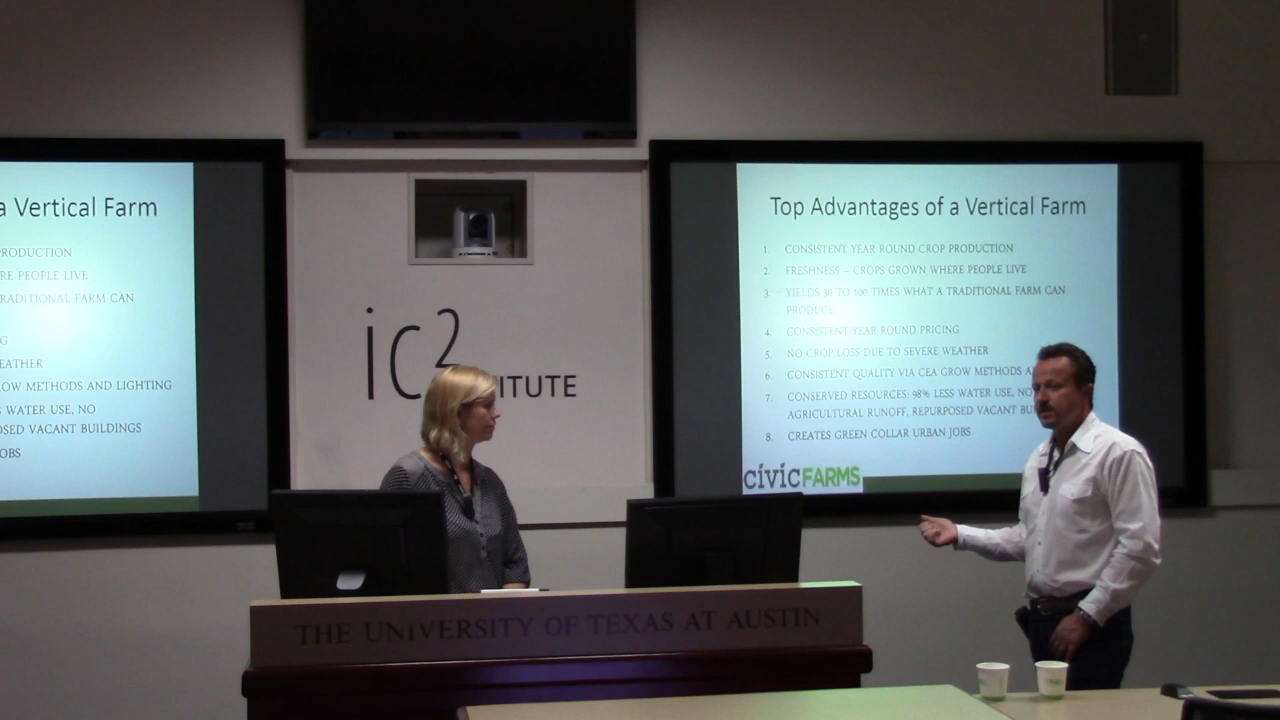 a Vertical Farm
PRODUCTION
RE PEOPLE LIVE
TRADITIONAL FARM CAN
G
EATHER
OW METHODS AND LIGHTING
WATER USE, NO
OSED VACANT BUILDINGS
OBS
ic²
ITUTE
Top Advantages of a Vertical Farm
1. CONSISTENT YEAR ROUND CROP PRODUCTION
2. FRESHNESS – CROPS GROWN WHERE PEOPLE LIVE
3. YIELDS 30 TO 100 TIMES WHAT A TRADITIONAL FARM CAN
PRODUCE
4. CONSISTENT YEAR ROUND PRICING
5. NO CROP LOSS DUE TO SEVERE WEATHER
6. CONSISTENT QUALITY VIA CEA GROW METHODS A
7. CONSERVED RESOURCES: 98% LESS WATER USE, NO
AGRICULTURAL RUNOFF, REPURPOSED VACANT BU
8. CREATES GREEN COLLAR URBAN JOBS
civicFARMS
THE UNIVERSITY OF TEXAS AT AUSTIN